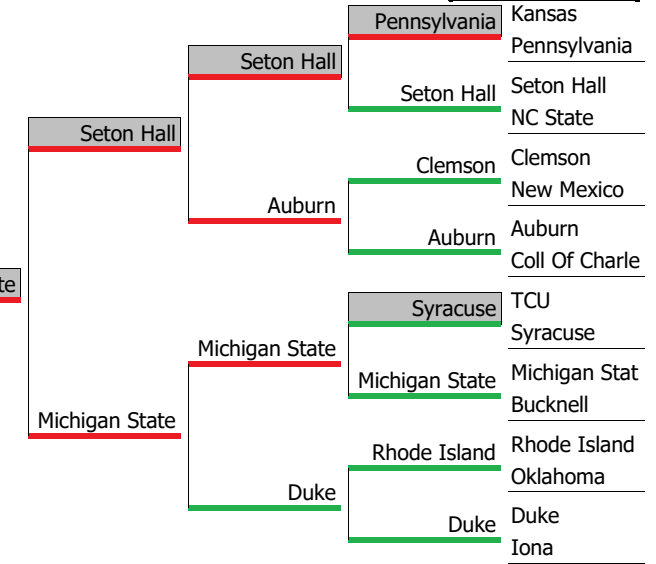 Kansas
Pennsylvania
Pennsylvania
Seton Hall
Seton Hall
Seton Hall
NC State
Seton Hall
Clemson
Clemson
New Mexico
Auburn
Auburn
Auburn
Coll Of Charle
te
TCU
Syracuse
Syracuse
Michigan State
Michigan State
Michigan Stat
Bucknell
Michigan State
Rhode Island
Rhode Island
Oklahoma
Duke
Duke
Duke
Iona